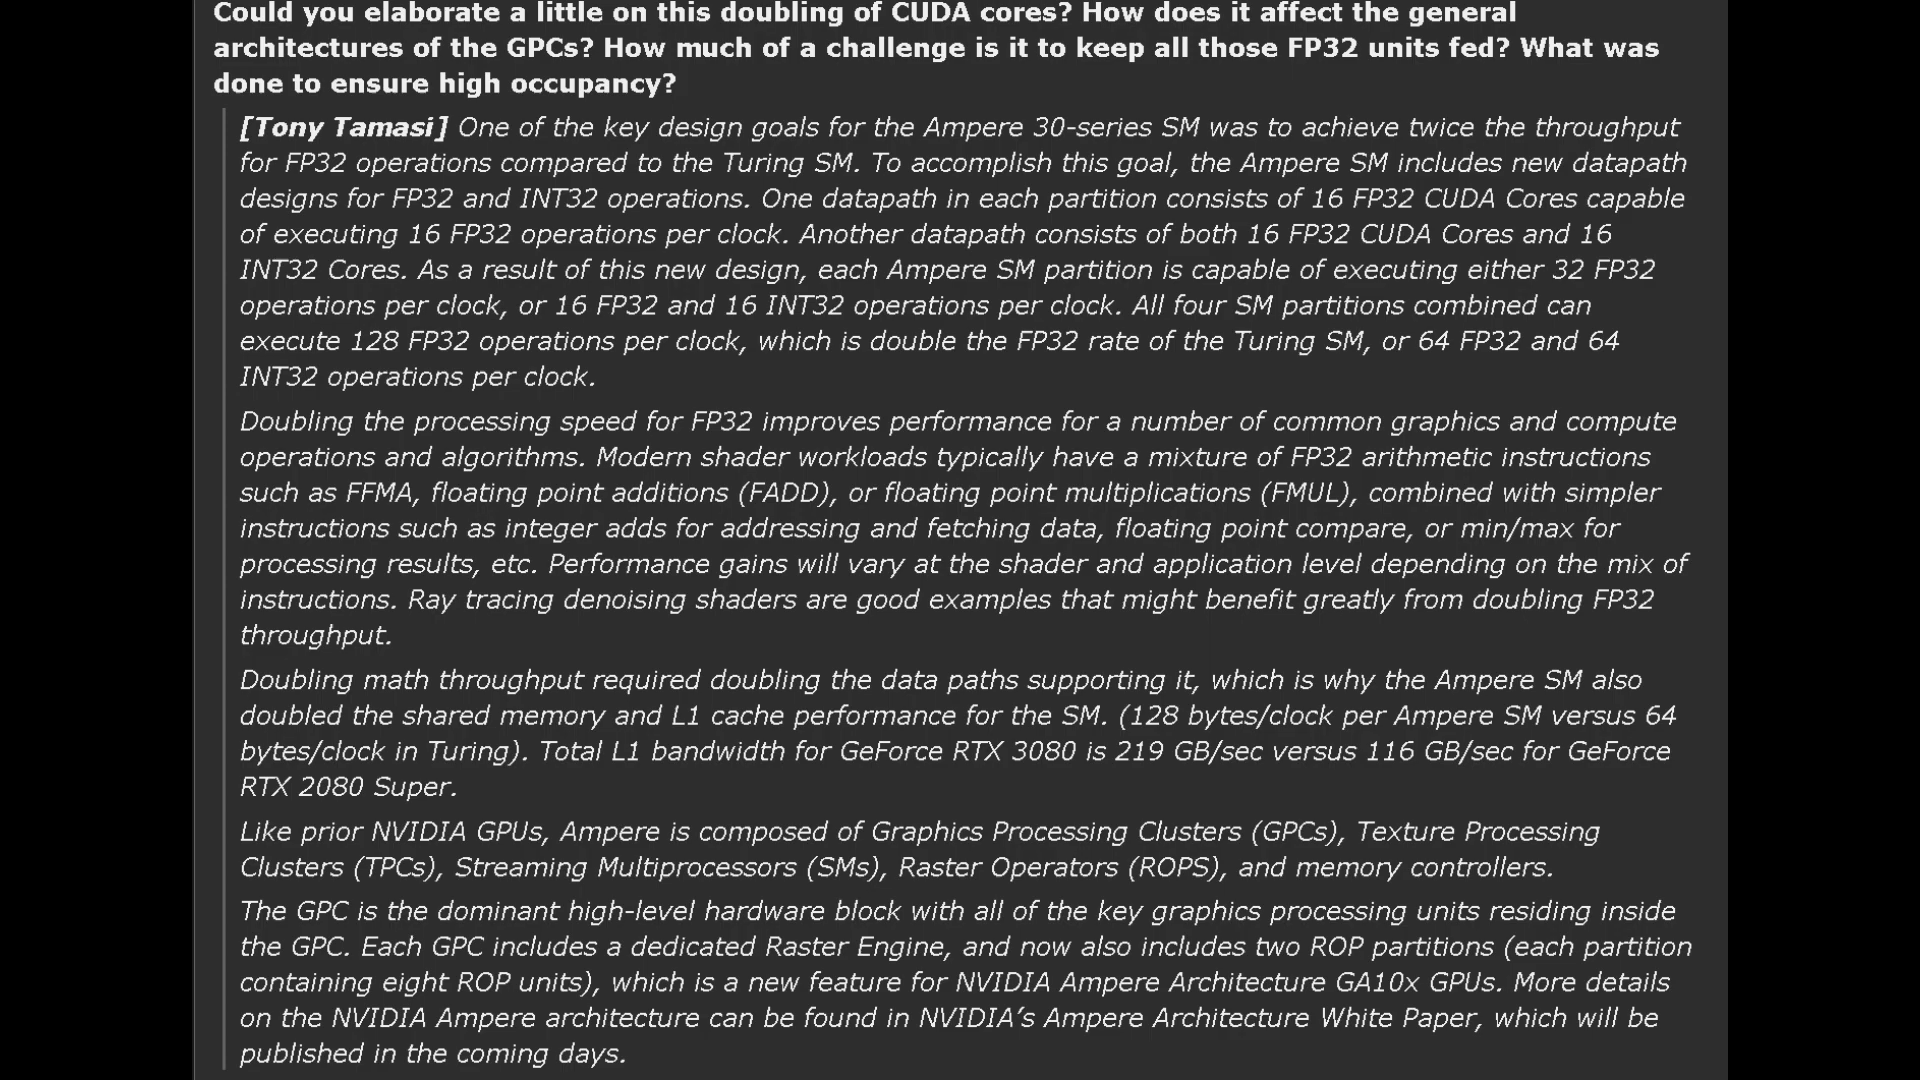 Could you elaborate a little on this doubling of CUDA cores? How does it affect the general
architectures of the GPCs? How much of a challenge is it to keep all those FP32 units fed? What was
done to ensure high occupancy?
[Tony Tamasi] One of the key design goals for the Ampere 30-series SM was to achieve twice the throughput
for FP32 operations compared to the Turing SM. To accomplish this goal, the Ampere SM includes new datapath
designs for FP32 and INT32 operations. One datapath in each partition consists of 16 FP32 CUDA Cores capable
of executing 16 FP32 operations per clock. Another datapath consists of both 16 FP32 CUDA Cores and 16
INT32 Cores. As a result of this new design, each Ampere SM partition is capable of executing either 32 FP32
operations per clock, or 16 FP32 and 16 INT32 operations per clock. All four SM partitions combined can
execute 128 FP32 operations per clock, which is double the FP32 rate of the Turing SM, or 64 FP32 and 64
INT32 operations per clock.
Doubling the processing speed for FP32 improves performance for a number of common graphics and compute
operations and algorithms. Modern shader workloads typically have a mixture of FP32 arithmetic instructions
such as FFMA, floating point additions (FADD), or floating point multiplications (FMUL), combined with simpler
instructions such as integer adds for addressing and fetching data, floating point compare, or min/max for
processing results, etc. Performance gains will vary at the shader and application level depending on the mix of
instructions. Ray tracing denoising shaders are good examples that might benefit greatly from doubling FP32
throughput.
Doubling math throughput required doubling the data paths supporting it, which is why the Ampere SM also
doubled the shared memory and L1 cache performance for the SM. (128 bytes/clock per Ampere SM versus 64
bytes/clock in Turing). Total L1 bandwidth for GeForce RTX 3080 is 219 GB/sec versus 116 GB/sec for GeForce
RTX 2080 Super.
Like prior NVIDIA GPUs, Ampere is composed of Graphics Processing Clusters (GPCs), Texture Processing
Clusters (TPCs), Streaming Multiprocessors (SMs), Raster Operators (ROPS), and memory controllers.
The GPC is the dominant high-level hardware block with all of the key graphics processing units residing inside
the GPC. Each GPC includes a dedicated Raster Engine, and now also includes two ROP partitions (each partition
containing eight ROP units), which is a new feature for NVIDIA Ampere Architecture GA10x GPUs. More details
on the NVIDIA Ampere architecture can be found in NVIDIA’s Ampere Architecture White Paper, which will be
published in the coming days.